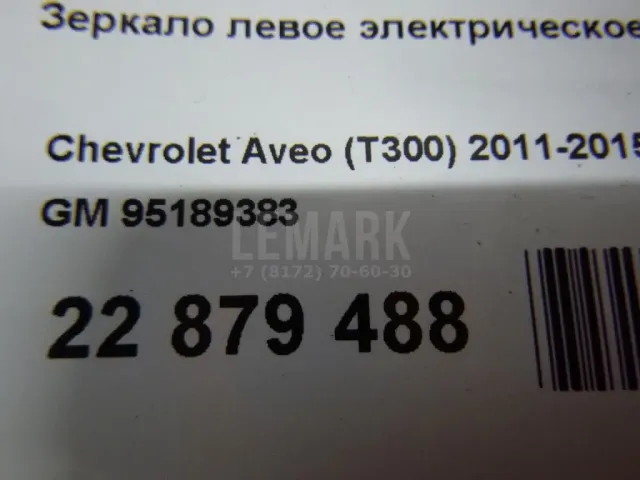 Зеркало левое электрическое
Chevrolet Aveo (T300) 2011-2015
GM 95189383
LEMARK
+7 (8172) 70-60-30
22 879 488